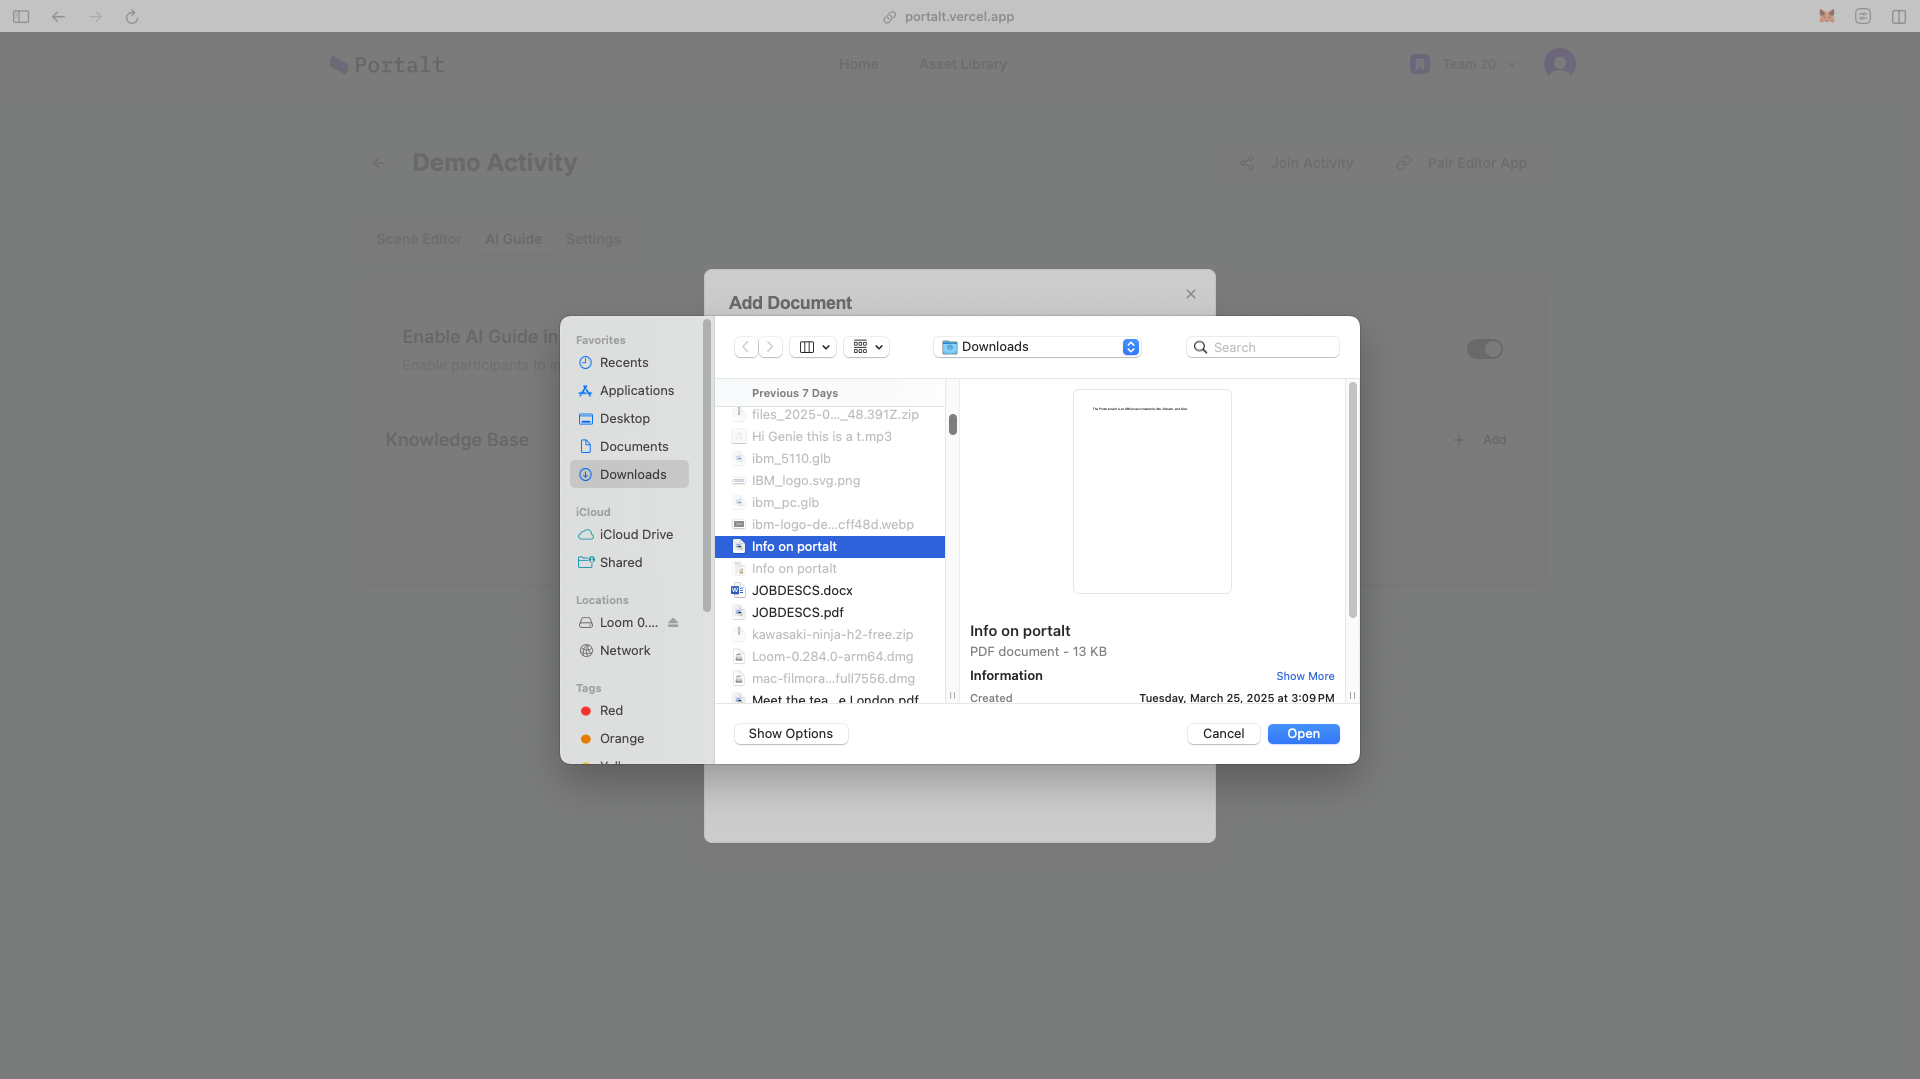 portalt.vercel.app
Portalt
Home
Asset Library
Team 20
Demo Activity
Join Activity
Pair Editor App
Scene Editor
AI Guide
Settings
Add Document
Enable AI Guide in
Enable participants to in
Knowledge Base
Add
Favorites
Recents
Applications
Desktop
Documents
Downloads
iCloud
iCloud Drive
Shared
Locations
Loom 0....
Network
Tags
Red
Orange
Downloads
Search
Previous 7 Days
files_2025-0..._48.391Z.zip
Hi Genie this is a t.mp3
ibm_5110.glb
IBM_logo.svg.png
ibm_pc.glb
ibm-logo-de...cff48d.webp
Info on portalt
Info on portalt
JOBDESCS.docx
JOBDESCS.pdf
kawasaki-ninja-h2-free.zip
Loom-0.284.0-arm64.dmg
mac-filmora...full7556.dmg
Meet the tea...e London.pdf
Info on portalt
PDF document - 13 KB
Information
Show More
Created
Tuesday, March 25, 2025 at 3:09 PM
Show Options
Cancel
Open